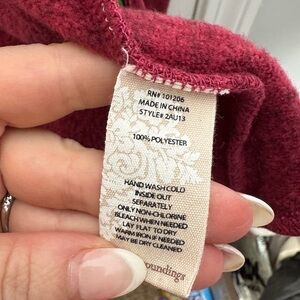 RN# 101206
MADE IN CHINA
STYLE# 2AU13
100% POLYESTER
HAND WASH COLD
INSIDE OUT
SEPARATELY
ONLY NON-CHLORINE
BLEACH WHEN NEEDED
LAY FLAT TO DRY
WARM IRON IF NEEDED
MAY BE DRY CLEANED
oundings